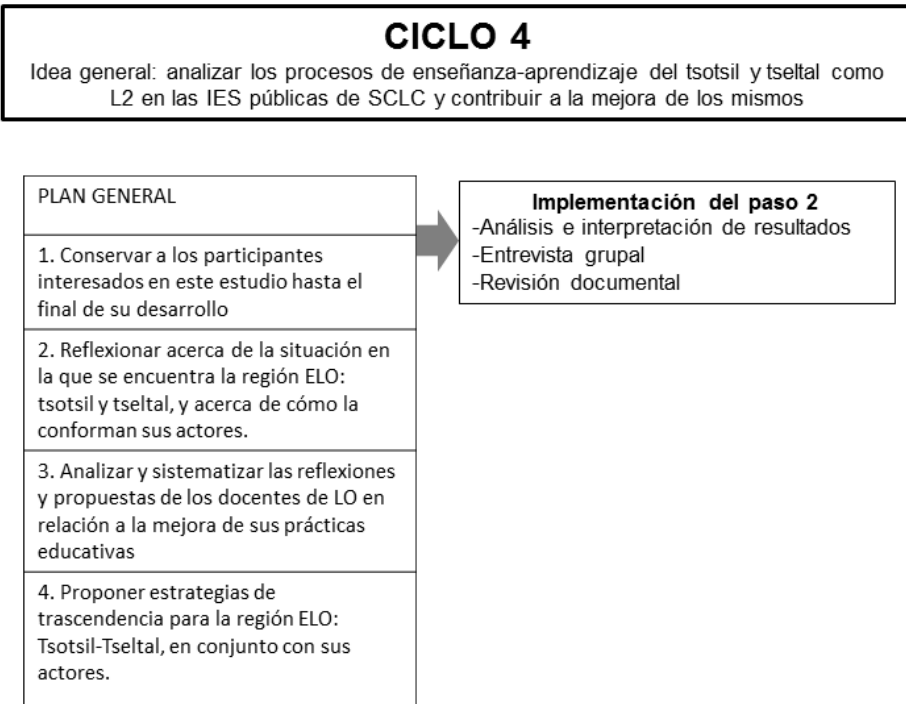 CICLO 4
Idea general: analizar los procesos de enseñanza-aprendizaje del tsotsil y tseltal como
L2 en las IES públicas de SCLC y contribuir a la mejora de los mismos
PLAN GENERAL
1. Conservar a los participantes
interesados en este estudio hasta el
final de su desarrollo
2. Reflexionar acerca de la situación en
la que se encuentra la región ELO:
tsotsil y tseltal, y acerca de cómo la
conforman sus actores.
3. Analizar y sistematizar las reflexiones
y propuestas de los docentes de LO en
relación a la mejora de sus prácticas
educativas
4. Proponer estrategias de
trascendencia para la región ELO:
Tsotsil-Tseltal, en conjunto con sus
actores.
Implementación del paso 2
-Análisis e interpretación de resultados
-Entrevista grupal
-Revisión documental